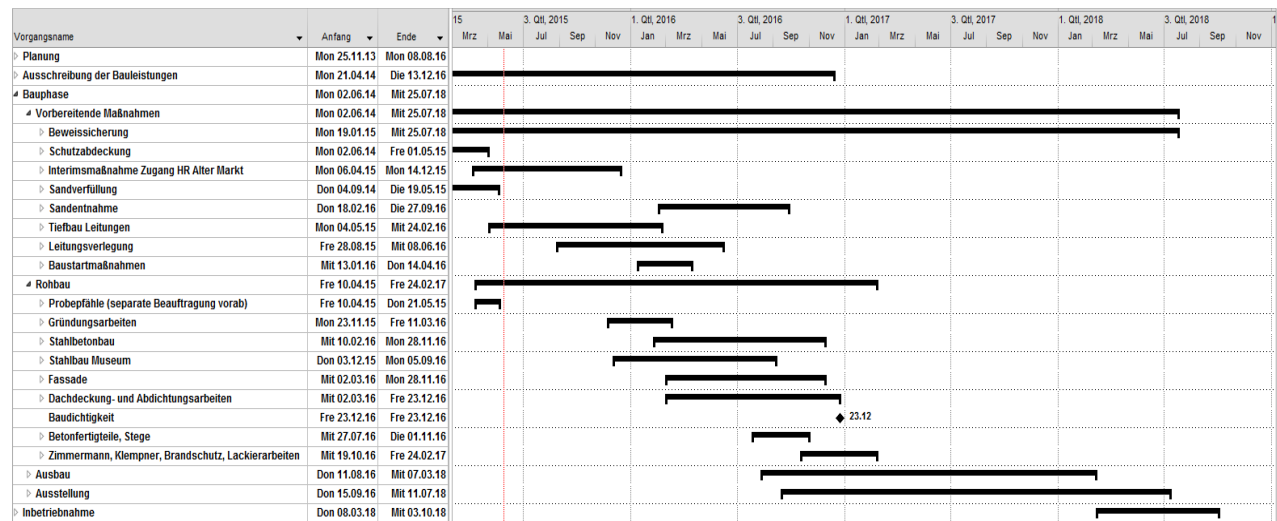 15 3. Qtl, 2015 1. Qtl, 2016 3. Qtl, 2016 1. Qtl, 2017 3. Qtl, 2017 1. Qtl, 2018 3. Qtl, 2018 1
Vorgangsname Anfang Ende Mrz Mai Jul Sep Nov Jan Mrz Mai Jul Sep Nov Jan Mrz Mai Jul Sep Nov Jan Mrz Mai Jul Sep Nov
Planung Mon 25.11.13 Mon 08.08.16
Ausschreibung der Bauleistungen Mon 21.04.14 Die 13.12.16
Bauphase Mon 02.06.14 Mit 25.07.18
Vorbereitende Maßnahmen Mon 02.06.14 Mit 25.07.18
Beweissicherung Mon 19.01.15 Mit 25.07.18
Schutzabdeckung Mon 02.06.14 Fre 01.05.15
Interimsmaßnahme Zugang HR Alter Markt Mon 06.04.15 Mon 14.12.15
Sandverfüllung Don 04.09.14 Die 19.05.15
Sandentnahme Don 18.02.16 Die 27.09.16
Tiefbau Leitungen Mon 04.05.15 Mit 24.02.16
Leitungsverlegung Fre 28.08.15 Mit 08.06.16
Baustartmaßnahmen Mit 13.01.16 Don 14.04.16
Rohbau Fre 10.04.15 Fre 24.02.17
Probepfähle (separate Beauftragung vorab) Fre 10.04.15 Don 21.05.15
Gründungsarbeiten Mon 23.11.15 Fre 11.03.16
Stahlbetonbau Mit 10.02.16 Mon 28.11.16
Stahlbau Museum Don 03.12.15 Mon 05.09.16
Fassade Mit 02.03.16 Mon 28.11.16
Dachdeckung- und Abdichtungsarbeiten Mit 02.03.16 Fre 23.12.16
Baudichtigkeit Fre 23.12.16 Fre 23.12.16 23.12
Betonfertigteile, Stege Mit 27.07.16 Die 01.11.16
Zimmermann, Klempner, Brandschutz, Lackierarbeiten Mit 19.10.16 Fre 24.02.17
Ausbau Don 11.08.16 Mit 07.03.18
Ausstellung Don 15.09.16 Mit 11.07.18
Inbetriebnahme Don 08.03.18 Mit 03.10.18